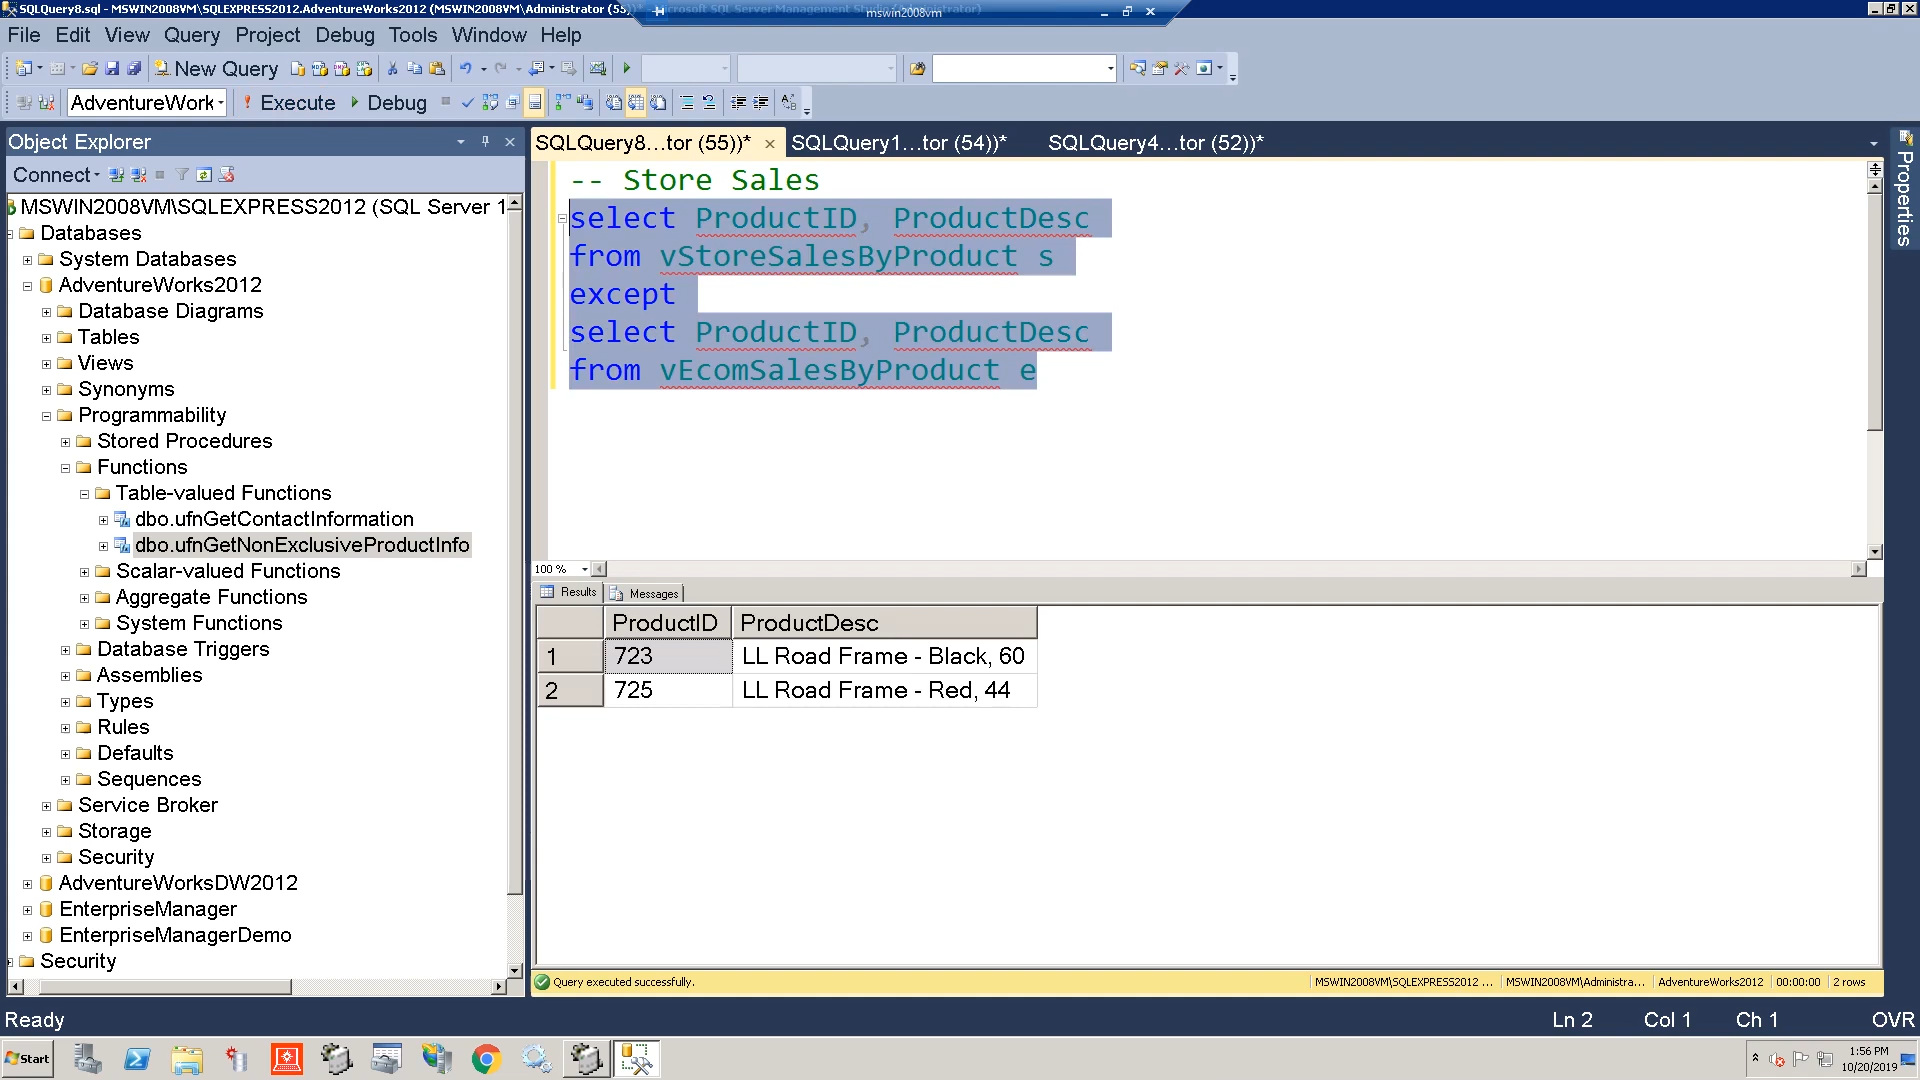 SQLQuery8.sql - MSWIN2008VM\SQLEXPRESS2012.AdventureWorks2012 (MSWIN2008VM\Administrator (55))* - Microsoft SQL Server Management Studio
mswin2008vm
File Edit View Query Project Debug Tools Window Help
New Query
AdventureWork Execute Debug
Object Explorer
SQLQuery8...tor (55))* SQLQuery1...tor (54))* SQLQuery4...tor (52))*
Properties
Connect
MSWIN2008VM\SQLEXPRESS2012 (SQL Server 1
Databases
System Databases
AdventureWorks2012
Database Diagrams
Tables
Views
Synonyms
Programmability
Stored Procedures
Functions
Table-valued Functions
dbo.ufnGetContactInformation
dbo.ufnGetNonExclusiveProductInfo
Scalar-valued Functions
Aggregate Functions
System Functions
Database Triggers
Assemblies
Types
Rules
Defaults
Sequences
Service Broker
Storage
Security
AdventureWorksDW2012
EnterpriseManager
EnterpriseManagerDemo
Security
-- Store Sales
select ProductID, ProductDesc
from vStoreSalesByProduct s
except
select ProductID, ProductDesc
from vEcomSalesByProduct e
100 %
Results Messages
ProductID ProductDesc
1 723 LL Road Frame - Black, 60
2 725 LL Road Frame - Red, 44
Query executed successfully. MSWIN2008VM\SQLEXPRESS2012 ... MSWIN2008VM\Administra... AdventureWorks2012 00:00:00 2 rows
Ready Ln 2 Col 1 Ch 1 OVR
Start 1:56 PM
10/20/2019